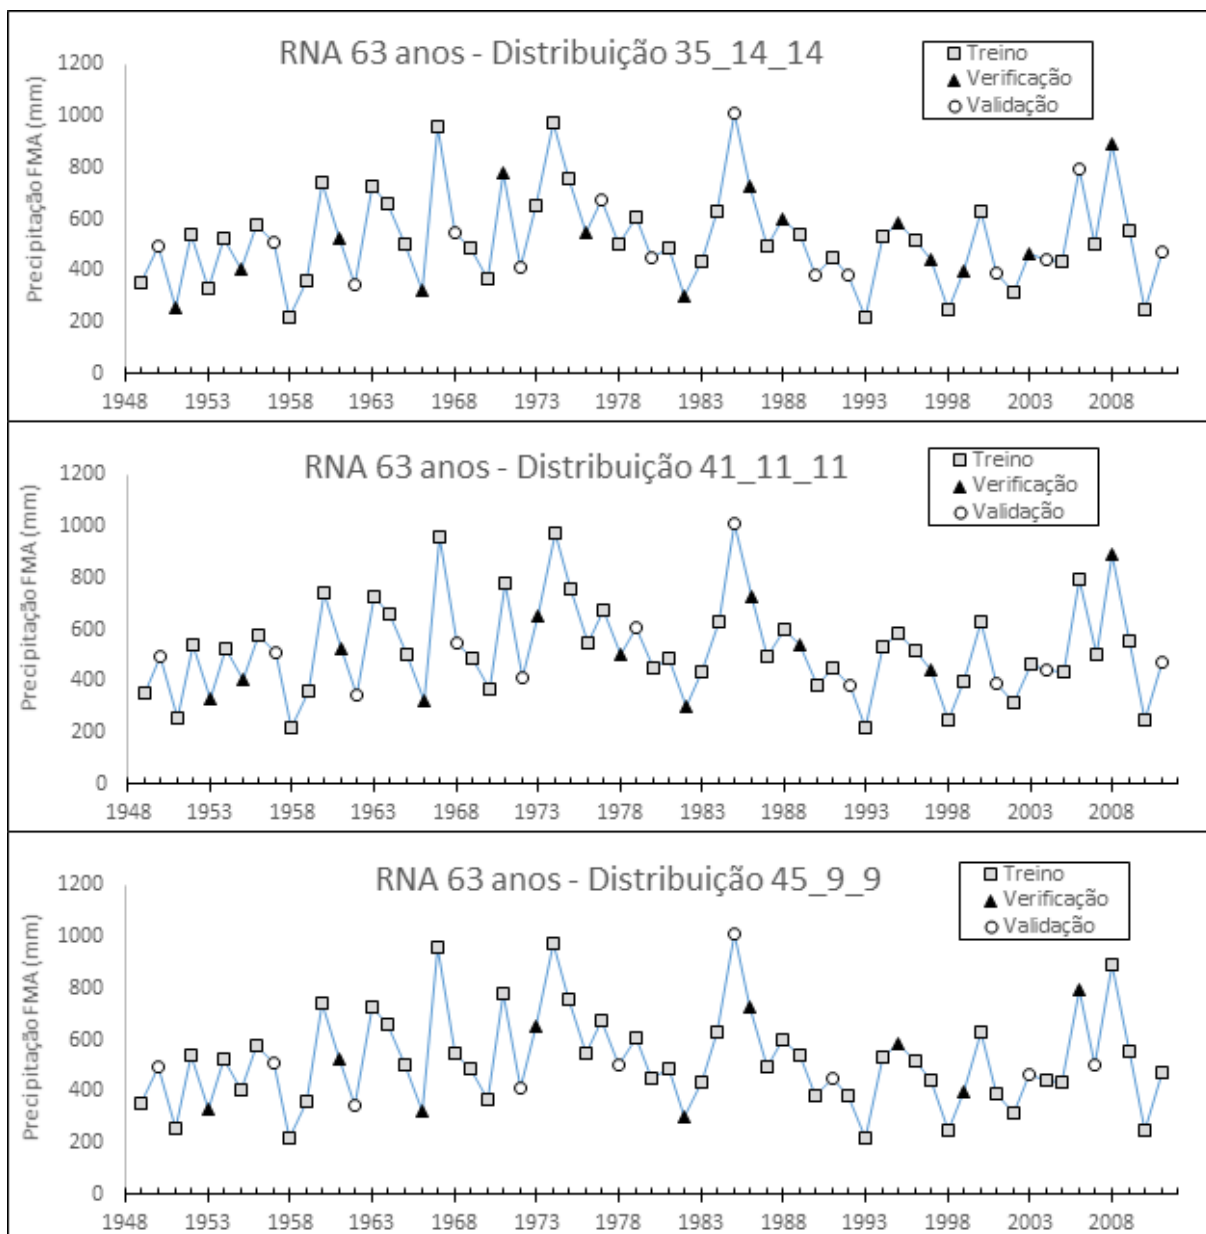 RNA 63 anos - Distribuição 35_14_14
Treino
Verificação
Validação
Precipitação FMA (mm)
1200
1000
800
600
400
200
0
1948 1953 1958 1963 1968 1973 1978 1983 1988 1993 1998 2003 2008
RNA 63 anos - Distribuição 41_11_11
Treino
Verificação
Validação
Precipitação FMA (mm)
1200
1000
800
600
400
200
0
1948 1953 1958 1963 1968 1973 1978 1983 1988 1993 1998 2003 2008
RNA 63 anos - Distribuição 45_9_9
Treino
Verificação
Validação
Precipitação FMA (mm)
1200
1000
800
600
400
200
0
1948 1953 1958 1963 1968 1973 1978 1983 1988 1993 1998 2003 2008